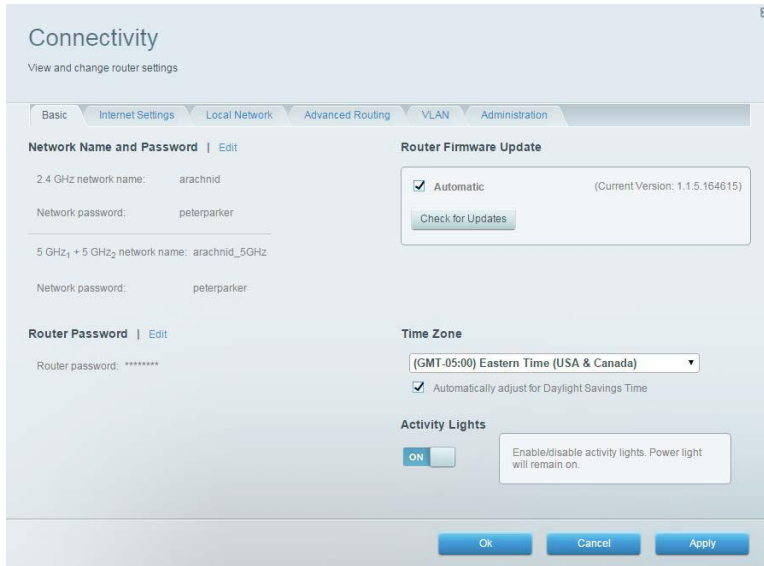 Connectivity
View and change router settings
Basic Internet Settings Local Network Advanced Routing VLAN Administration
Network Name and Password | Edit
2.4 GHz network name: arachnid
Network password: peterparker
5 GHz1 + 5 GHz2 network name: arachnid_5GHz
Network password: peterparker
Router Password | Edit
Router password: ********
Router Firmware Update
Automatic (Current Version: 1.1.5.164615)
Check for Updates
Time Zone
(GMT-05:00) Eastern Time (USA & Canada)
Automatically adjust for Daylight Savings Time
Activity Lights
ON
Enable/disable activity lights. Power light
will remain on.
Ok Cancel Apply